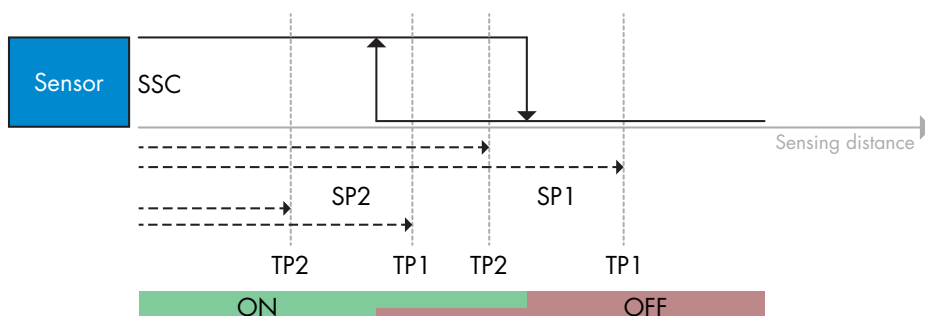 Sensor
SSC
Sensing distance
SP2 SP1
TP2 TP1 TP2 TP1
ON OFF